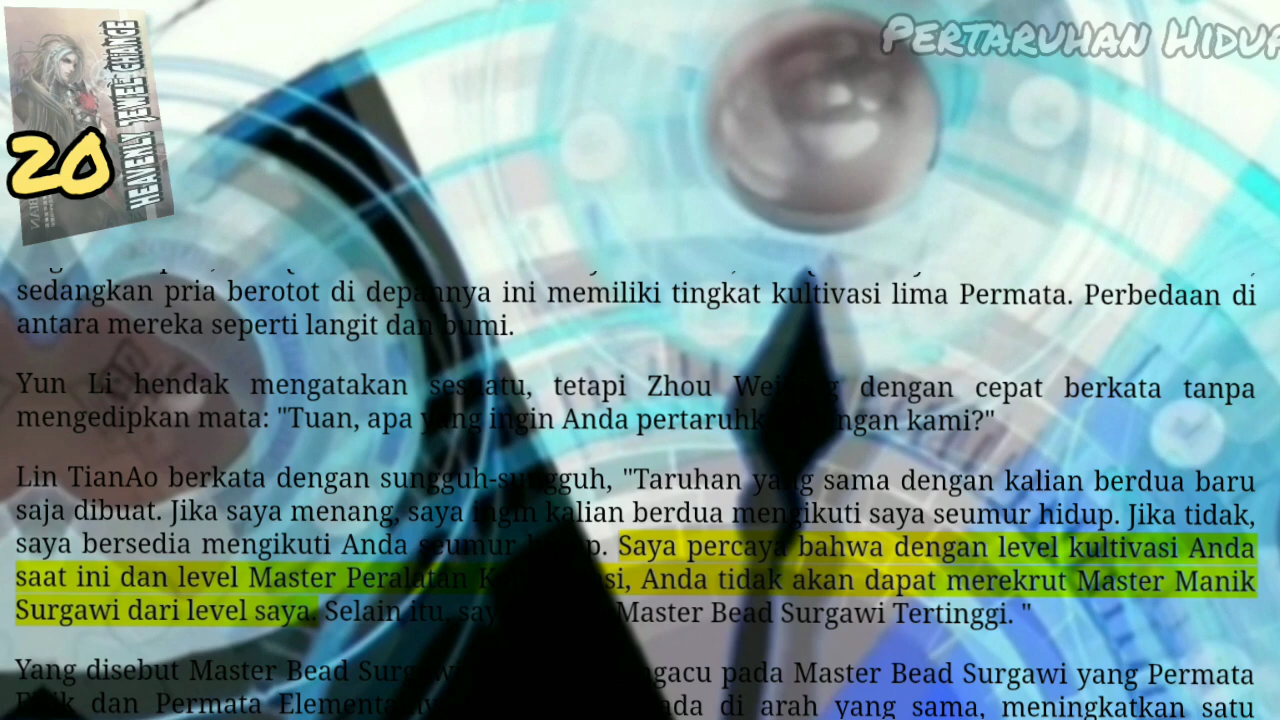 PERTARUHAN HIDUP
HEAVENLY JEWEL CHANGE
20
sedangkan pria berotot di depannya ini memiliki tingkat kultivasi lima Permata. Perbedaan di
antara mereka seperti langit dan bumi.
Yun Li hendak mengatakan sesuatu, tetapi Zhou Weiqing dengan cepat berkata tanpa
mengedipkan mata: "Tuan, apa yang ingin Anda pertaruhkan dengan kami?"
Lin TianAo berkata dengan sungguh-sungguh, "Taruhan yang sama dengan kalian berdua baru
saja dibuat. Jika saya menang, saya ingin kalian berdua mengikuti saya seumur hidup. Jika tidak,
saya bersedia mengikuti Anda seumur hidup. Saya percaya bahwa dengan level kultivasi Anda
saat ini dan level Master Peralatan Konsolidasi, Anda tidak akan dapat merekrut Master Manik
Surgawi dari level saya. Selain itu, Master Bead Surgawi Tertinggi. "
Yang disebut Master Bead mengacu pada Master Bead Surgawi yang Permata
Fisik dan Permata di arah yang sama, meningkatkan satu